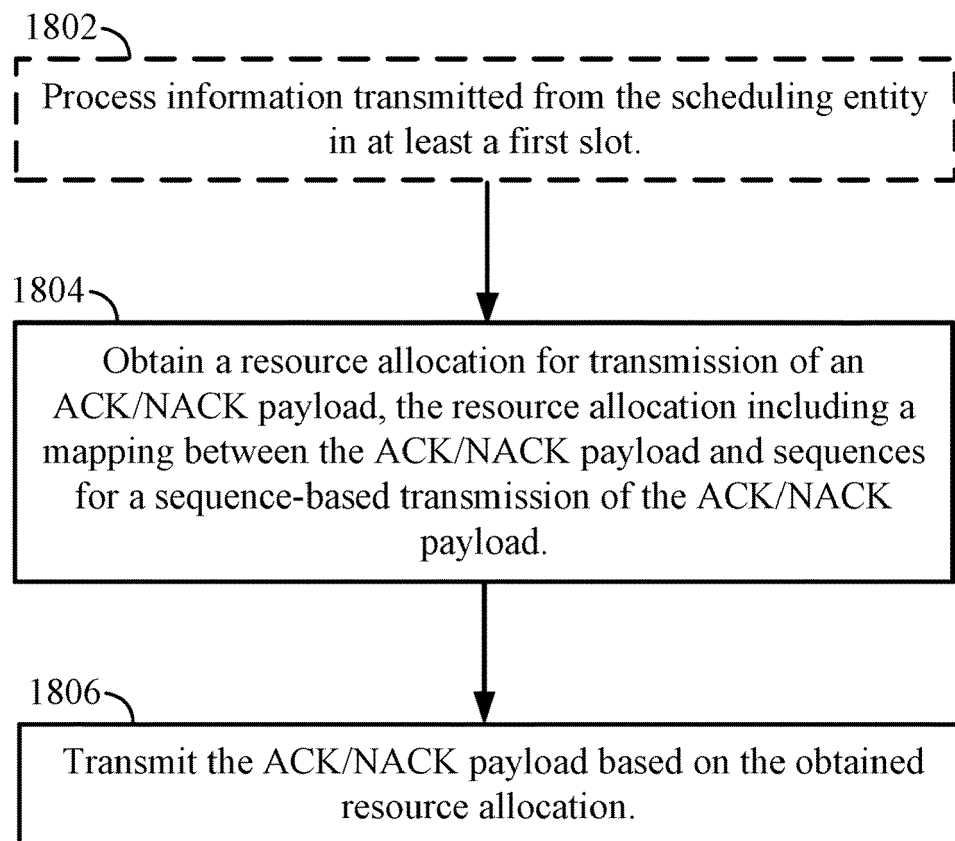 1802
Process information transmitted from the scheduling entity
in at least a first slot.
1804
Obtain a resource allocation for transmission of an
ACK/NACK payload, the resource allocation including a
mapping between the ACK/NACK payload and sequences
for a sequence-based transmission of the ACK/NACK
payload.
1806
Transmit the ACK/NACK payload based on the obtained
resource allocation.